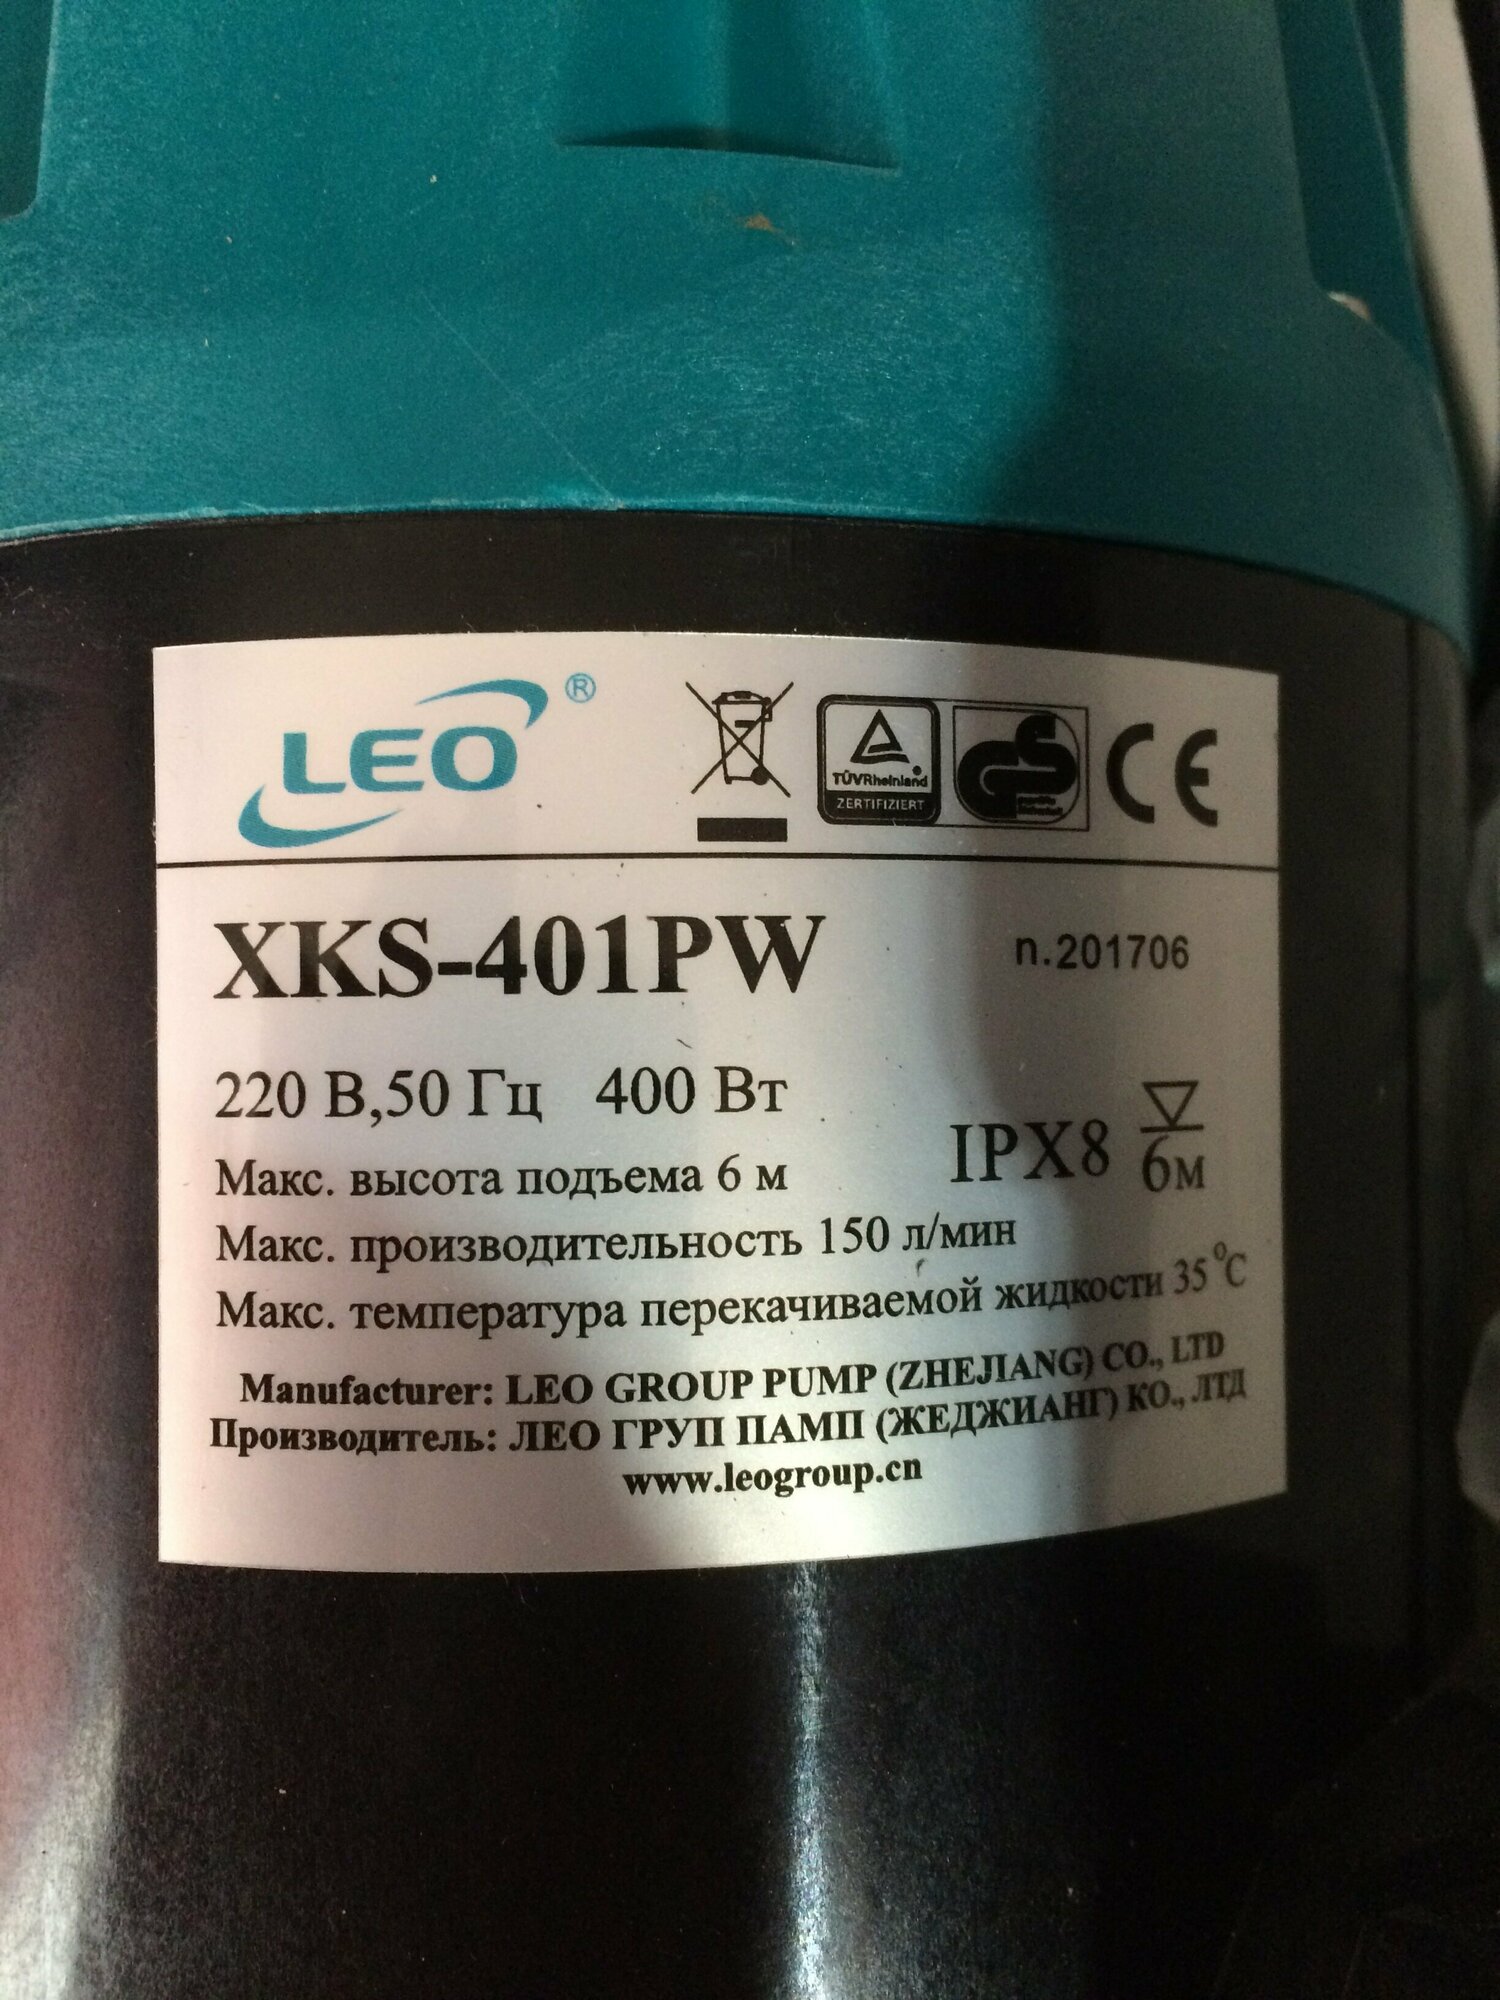 LEO®
TÜVRheinland
ZERTIFIZIERT
GS
CE
XKS-401PW
n.201706
220 В,50 Гц 400 Вт
IPX8
6м
Макс. высота подъема 6 м
Макс. производительность 150 л/мин
Макс. температура перекачиваемой жидкости 35 °C
Manufacturer: LEO GROUP PUMP (ZHEJIANG) CO., LTD
Производитель: ЛЕО ГРУП ПАМП (ЖЕДЖИАНГ) КО., ЛТД
www.leogroup.cn